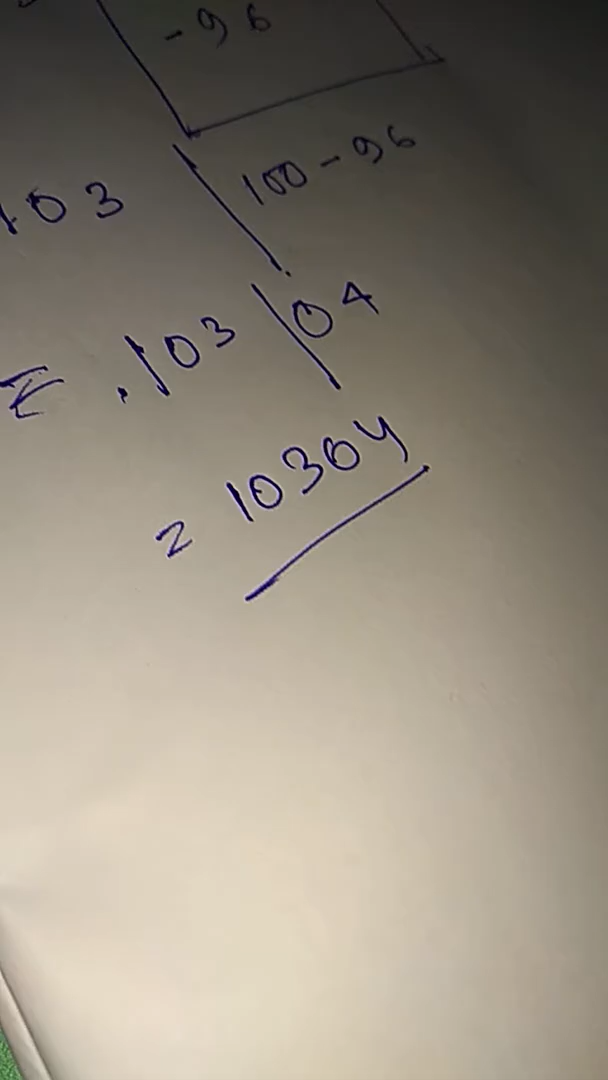 - 96
103 | 100 - 96
= .103 | 04
= 10304